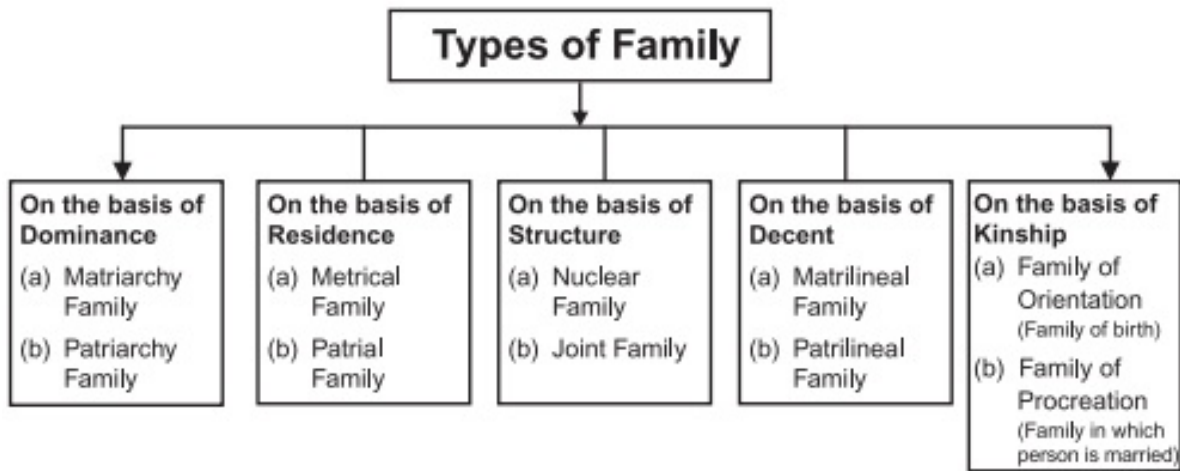 Types of Family
On the basis of
Dominance
(a) Matriarchy
Family
(b) Patriarchy
Family
On the basis of
Residence
(a) Metrical
Family
(b) Patrial
Family
On the basis of
Structure
(a) Nuclear
Family
(b) Joint Family
On the basis of
Decent
(a) Matrilineal
Family
(b) Patrilineal
Family
On the basis of
Kinship
(a) Family of
Orientation
(Family of birth)
(b) Family of
Procreation
(Family in which
person is married)